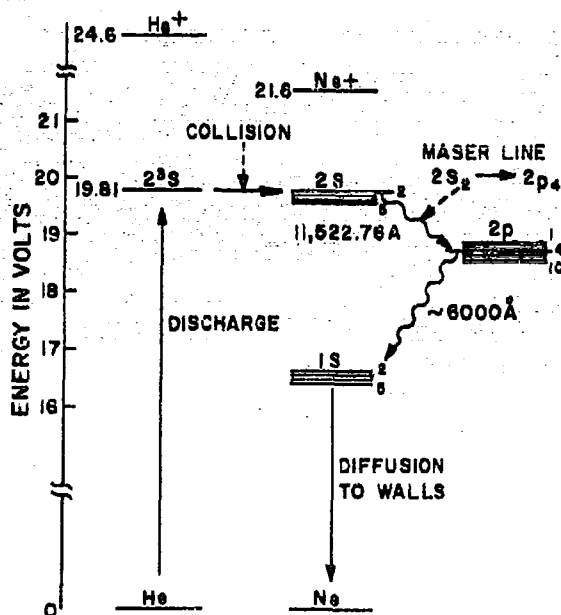 He+
24.6
Ne+
21.6
21
COLLISION
MASER LINE
2S₂ → 2p₄
20
19.81 2³S
2S 2
5
11,522.76A
2p 1
4
10
19
ENERGY IN VOLTS
~6000Å
18
DISCHARGE
17
1S 2
5
16
DIFFUSION
TO WALLS
0
He
Ne